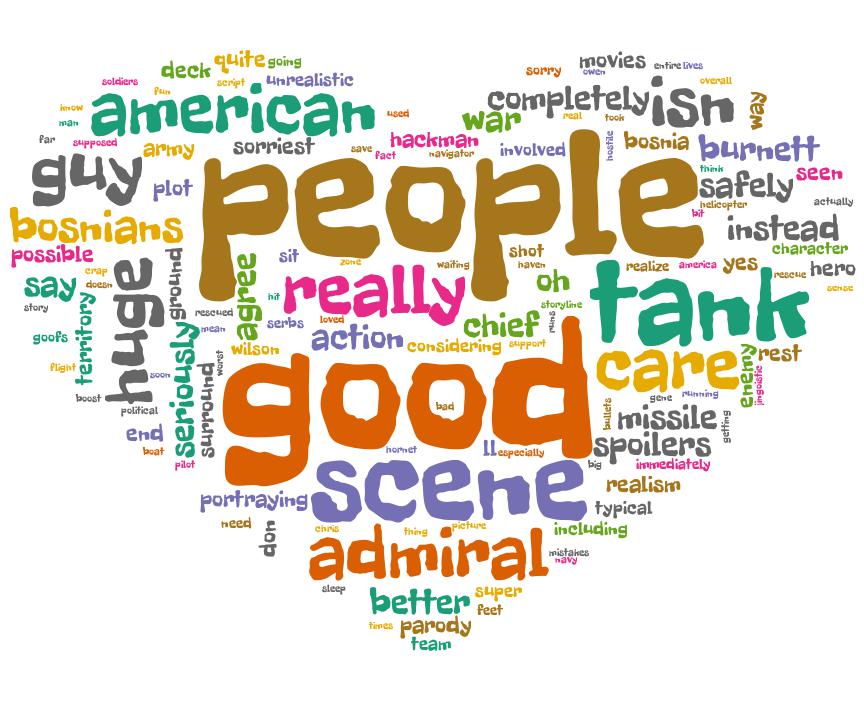 deck quite going
soldiers script unrealistic
fun
sorry movies
owen entire lives
overall
know american used
man
completely isn way
war real took
far supposed army
sorriest save hackman
fact navigator
involved hostile bosnia burnett
guy plot people
think safely seen
helicopter actually
bit
bosnians instead
possible crap
say doesn
story
huge ground
agree sit zone
waiting shot
haven
realize america yes
character
rescue hero
sense
hit really oh
storyline
tank
territory goofs
rescued
mean serbs loved
action chief runs
considering support
wilson
seriously worst
flight soon
boost
political
surround
end
boat
pilot
good
bad
care enemy rest
jingoistic
gene running
bullets missile getting
hornet ll especially
big spoilers
immediately
portraying scene realism
typical
need don
chris thing picture
including
admiral mistakes
navy
sleep
better super
feet
times parody
team